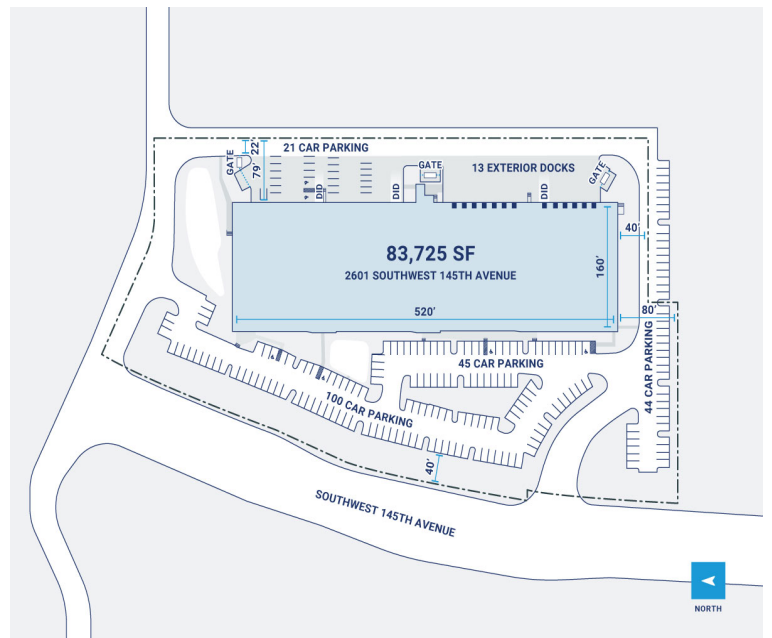 22'
21 CAR PARKING
GATE
79'
GATE
13 EXTERIOR DOCKS
GATE
DID
DID
DID
83,725 SF
2601 SOUTHWEST 145TH AVENUE
160'
40'
520'
80'
45 CAR PARKING
44 CAR PARKING
100 CAR PARKING
40'
SOUTHWEST 145TH AVENUE
NORTH